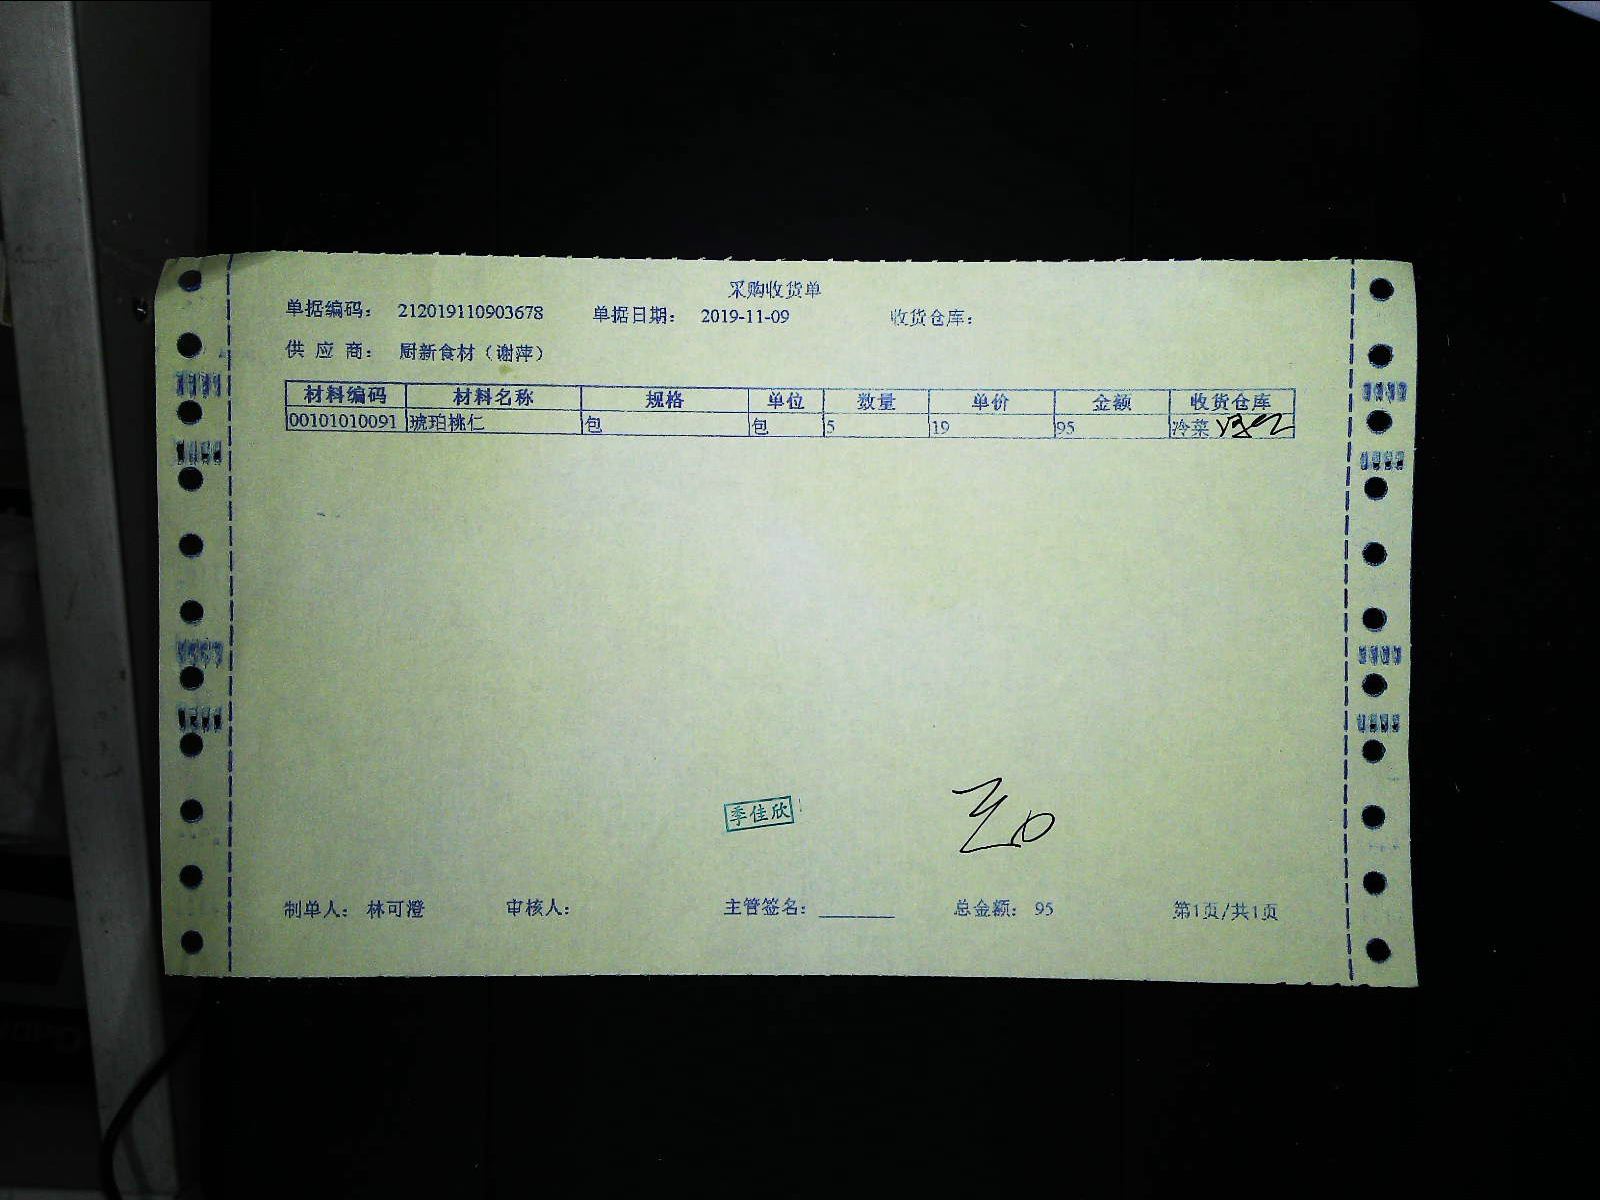 采购收货单
单据编码： 212019110903678 单据日期： 2019-11-09 收货仓库：
供 应 商： 厨新食材（谢萍）
材料编码 材料名称 规格 单位 数量 单价 金额 收货仓库
00101010091 琥珀桃仁 包 包 5 19 95 冷菜
季佳欣
制单人： 林可澄 审核人： 主管签名：________ 总金额： 95 第1页/共1页